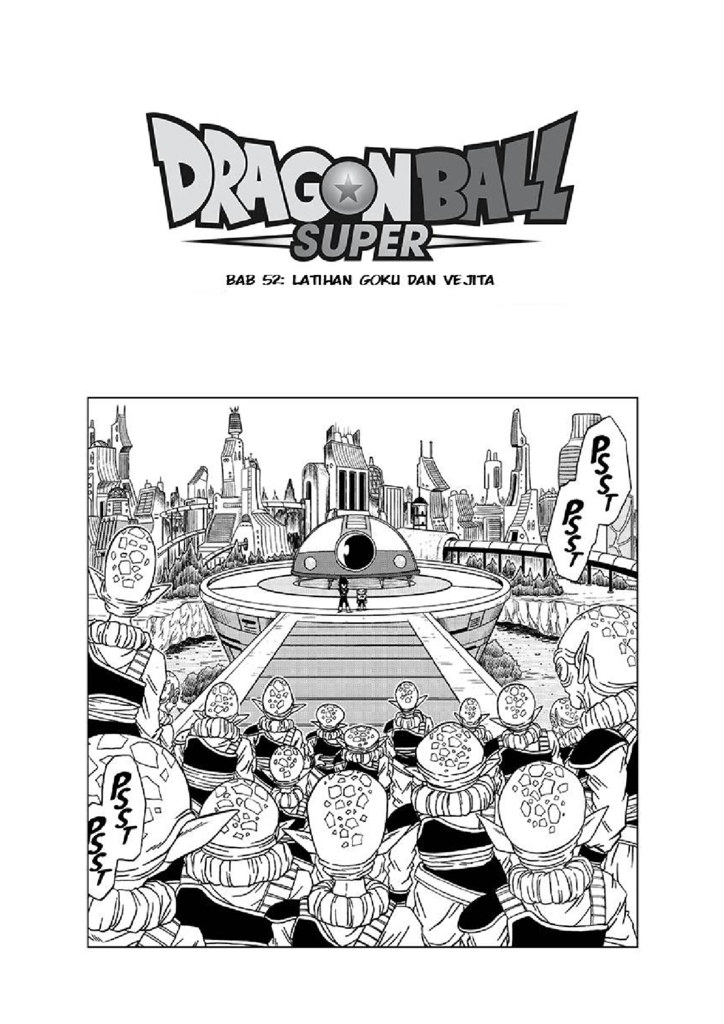 DRAGON BALL
SUPER
BAB 52: LATIHAN GOKU DAN VEJITA
PSST
PSST
PSST
PSST